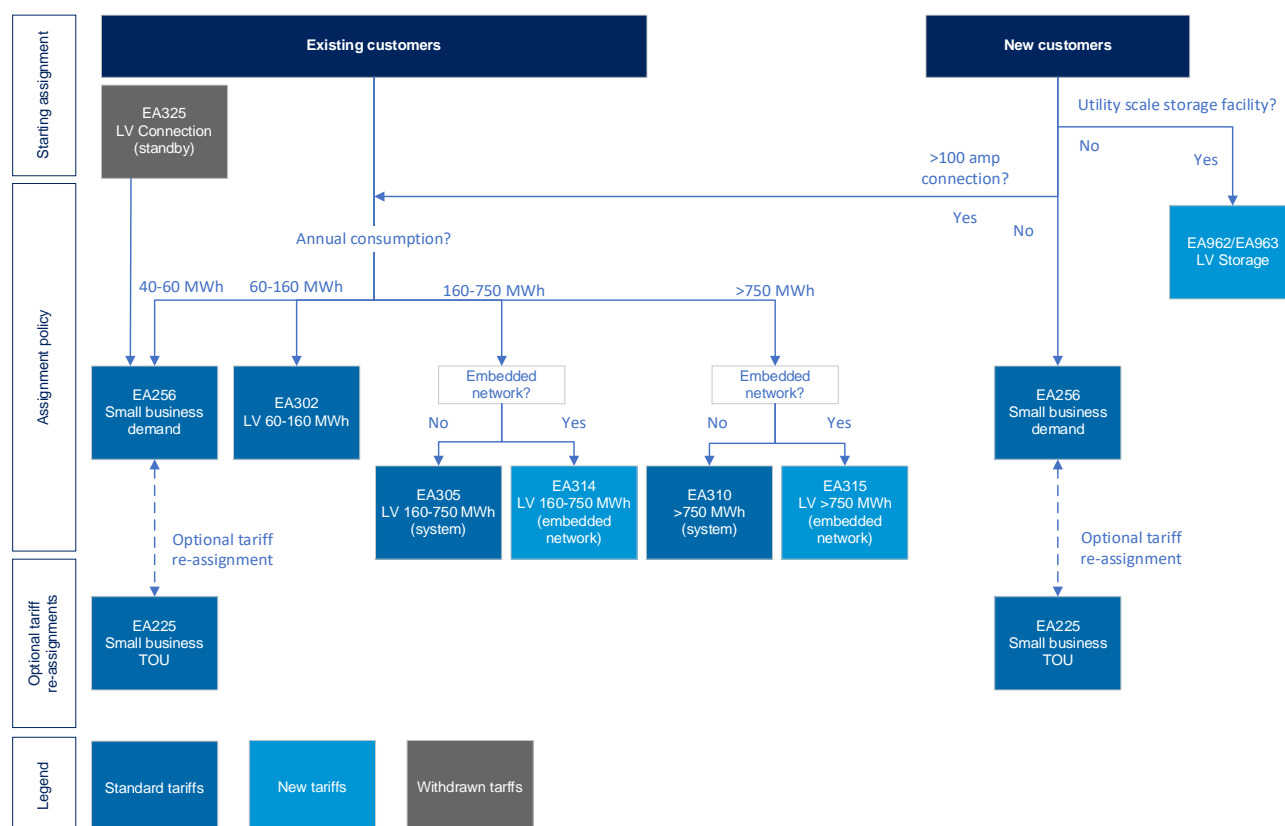 Starting assignment
Existing customers
New customers
EA325
LV Connection
(standby)
Utility scale storage facility?
No
Yes
>100 amp
connection?
Yes
No
EA962/EA963
LV Storage
Assignment policy
Annual consumption?
40-60 MWh
60-160 MWh
160-750 MWh
>750 MWh
EA256
Small business
demand
EA302
LV 60-160 MWh
Embedded
network?
Embedded
network?
EA256
Small business
demand
No
Yes
No
Yes
EA305
LV 160-750 MWh
(system)
EA314
LV 160-750 MWh
(embedded
network)
EA310
>750 MWh
(system)
EA315
LV >750 MWh
(embedded
network)
Optional tariff
re-assignment
Optional tariff
re-assignment
Optional tariff
re-assignments
EA225
Small business
TOU
EA225
Small business
TOU
Legend
Standard tariffs
New tariffs
Withdrawn tarffs